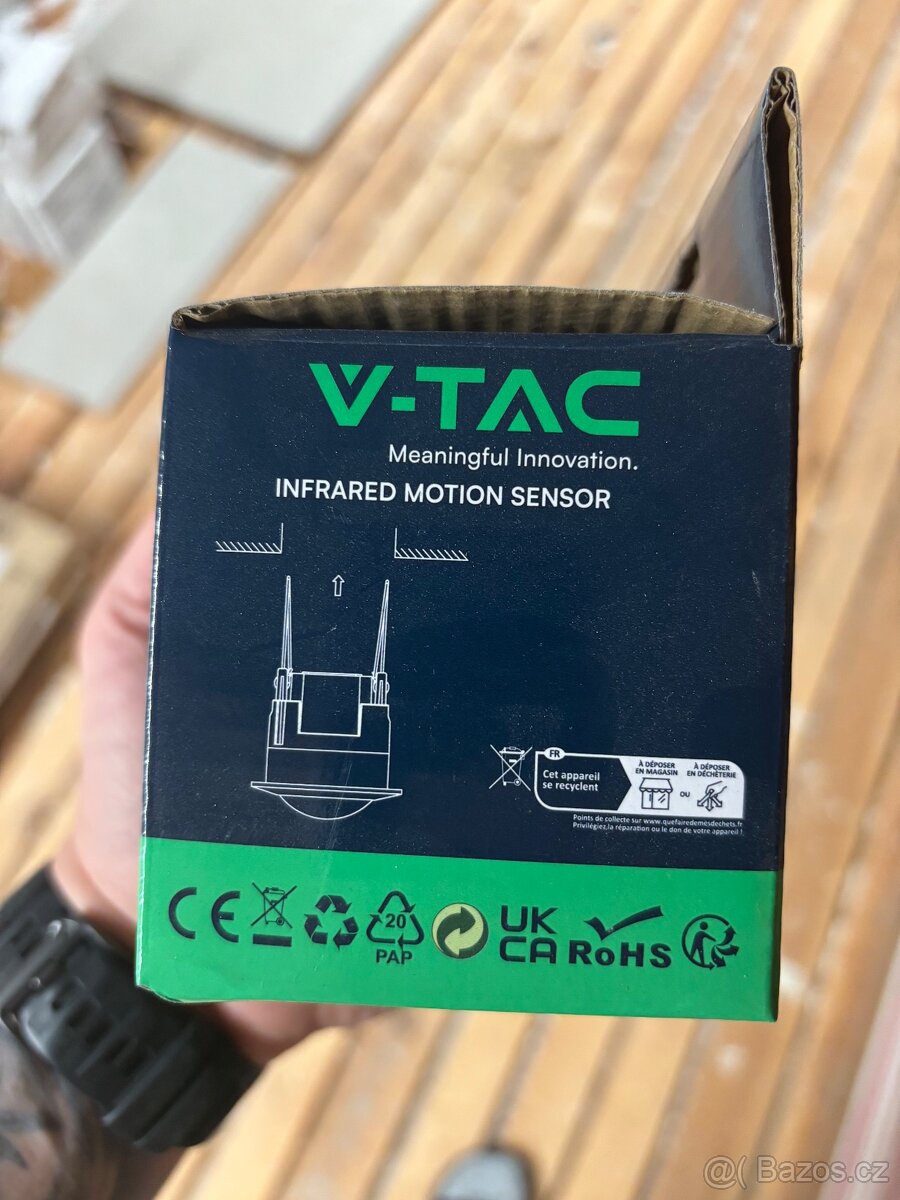 V-TAC
Meaningful Innovation.
INFRARED MOTION SENSOR
FR
Cet appareil
se recyclent
À DÉPOSER
EN MAGASIN
OU
À DÉPOSER
EN DÉCHÈTERIE
Points de collecte sur www.quefairedemesdechets.fr
Privilégiez la réparation ou le don de votre appareil !
CE
20
PAP
UK
CA
RoHS
@( Bazos.cz